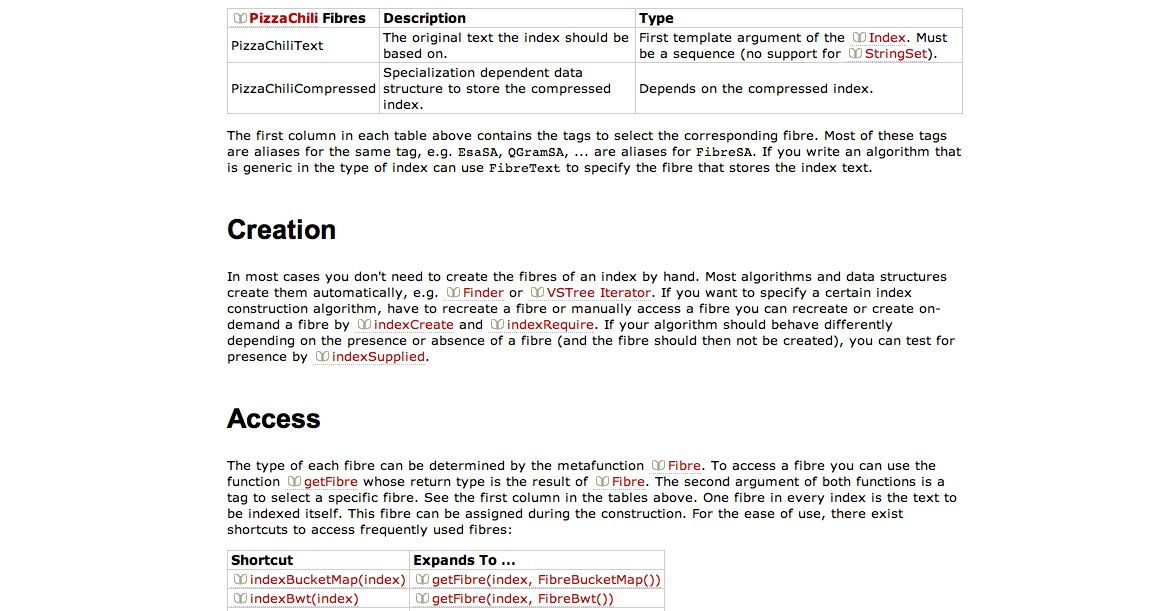 PizzaChili Fibres Description Type
PizzaChiliText The original text the index should be based on. First template argument of the Index. Must be a sequence (no support for StringSet).
PizzaChiliCompressed Specialization dependent data structure to store the compressed index. Depends on the compressed index.
The first column in each table above contains the tags to select the corresponding fibre. Most of these tags
are aliases for the same tag, e.g. EsaSA, QGramSA, ... are aliases for FibreSA. If you write an algorithm that
is generic in the type of index can use FibreText to specify the fibre that stores the index text.
Creation
In most cases you don't need to create the fibres of an index by hand. Most algorithms and data structures
create them automatically, e.g. Finder or VSTree Iterator. If you want to specify a certain index
construction algorithm, have to recreate a fibre or manually access a fibre you can recreate or create on-
demand a fibre by indexCreate and indexRequire. If your algorithm should behave differently
depending on the presence or absence of a fibre (and the fibre should then not be created), you can test for
presence by indexSupplied.
Access
The type of each fibre can be determined by the metafunction Fibre. To access a fibre you can use the
function getFibre whose return type is the result of Fibre. The second argument of both functions is a
tag to select a specific fibre. See the first column in the tables above. One fibre in every index is the text to
be indexed itself. This fibre can be assigned during the construction. For the ease of use, there exist
shortcuts to access frequently used fibres:
Shortcut Expands To ...
indexBucketMap(index) getFibre(index, FibreBucketMap())
indexBwt(index) getFibre(index, FibreBwt())